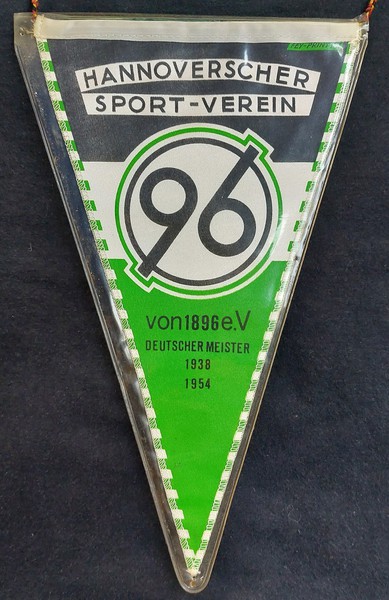 HANNOVERSCHER
SPORT-VEREIN
96
von1896e.V
DEUTSCHER MEISTER
1938
1954